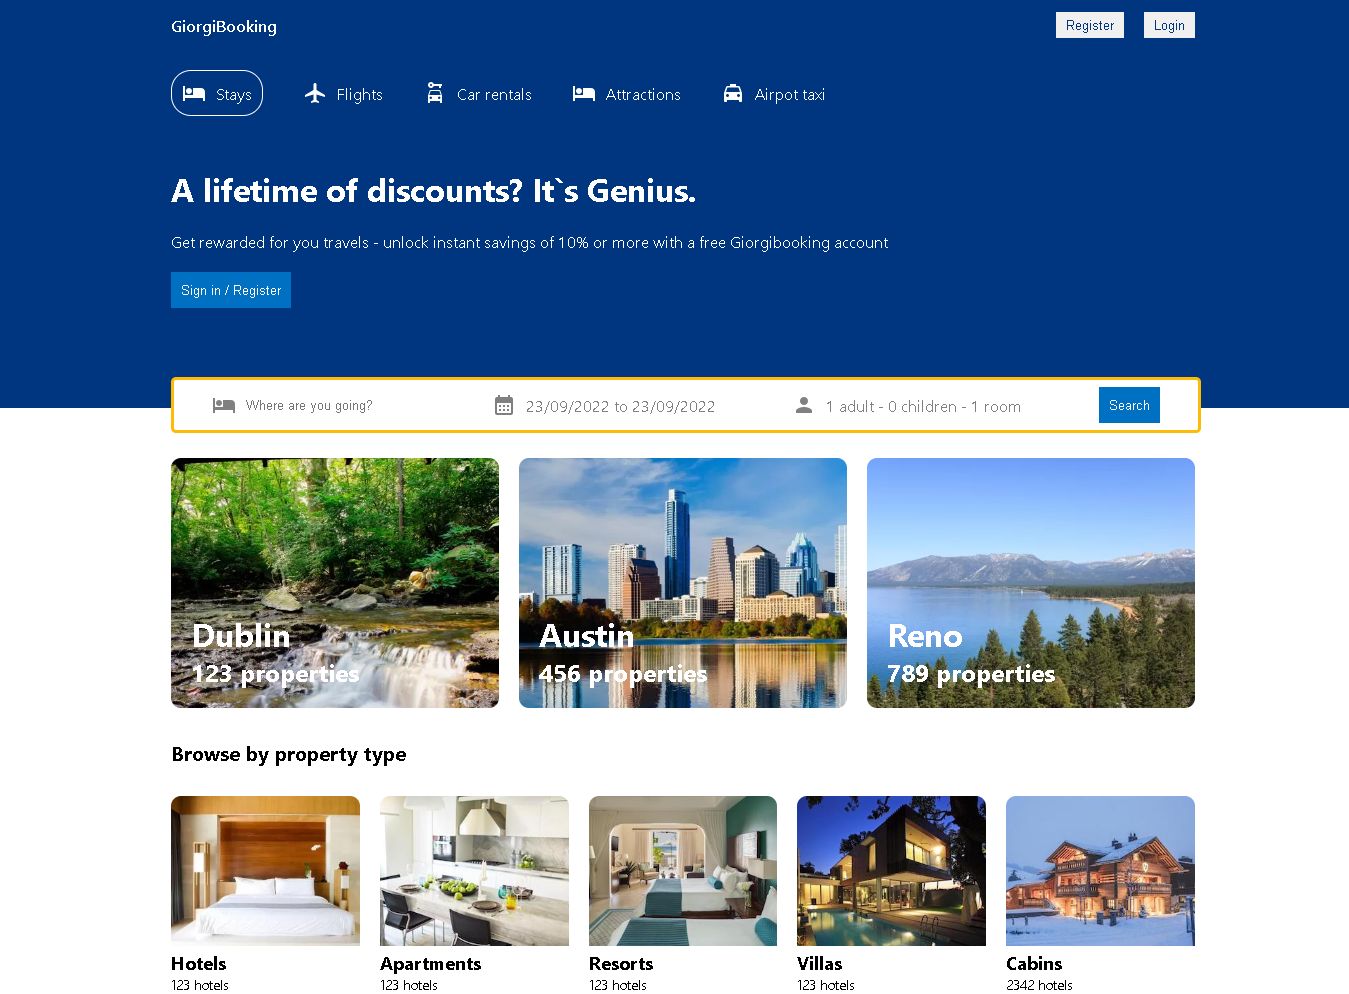 GiorgiBooking
Register
Login
Stays
Flights
Car rentals
Attractions
Airpot taxi
A lifetime of discounts? It`s Genius.
Get rewarded for you travels - unlock instant savings of 10% or more with a free Giorgibooking account
Sign in / Register
Where are you going?
23/09/2022 to 23/09/2022
1 adult - 0 children - 1 room
Search
Dublin
123 properties
Austin
456 properties
Reno
789 properties
Browse by property type
Hotels
123 hotels
Apartments
123 hotels
Resorts
123 hotels
Villas
123 hotels
Cabins
2342 hotels